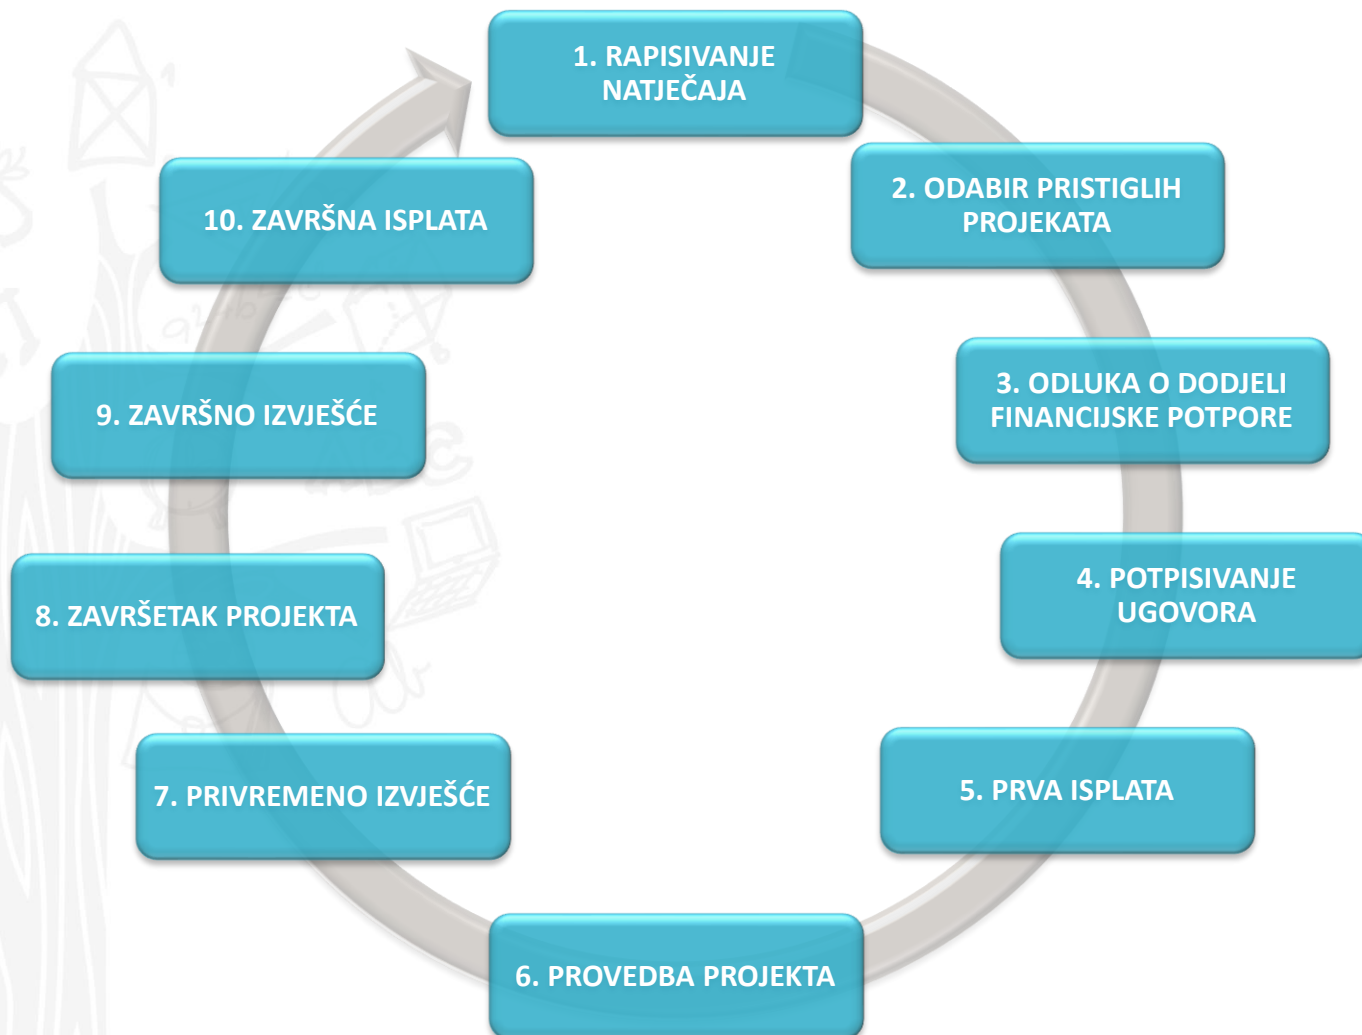 1. RAPISIVANJE
NATJEČAJA
2. ODABIR PRISTIGLIH
PROJEKATA
3. ODLUKA O DODJELI
FINANCIJSKE POTPORE
4. POTPISIVANJE
UGOVORA
5. PRVA ISPLATA
6. PROVEDBA PROJEKTA
7. PRIVREMENO IZVJEŠĆE
8. ZAVRŠETAK PROJEKTA
9. ZAVRŠNO IZVJEŠĆE
10. ZAVRŠNA ISPLATA